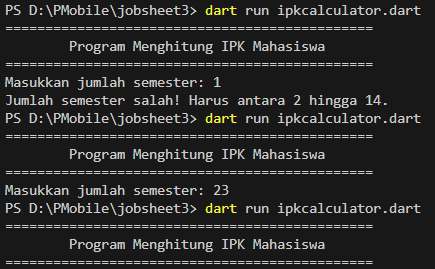 PS D:\PMobile\jobsheet3> dart run ipkcalculator.dart
==============================================
Program Menghitung IPK Mahasiswa
==============================================
Masukkan jumlah semester: 1
Jumlah semester salah! Harus antara 2 hingga 14.
PS D:\PMobile\jobsheet3> dart run ipkcalculator.dart
==============================================
Program Menghitung IPK Mahasiswa
==============================================
Masukkan jumlah semester: 23
PS D:\PMobile\jobsheet3> dart run ipkcalculator.dart
==============================================
Program Menghitung IPK Mahasiswa
==============================================